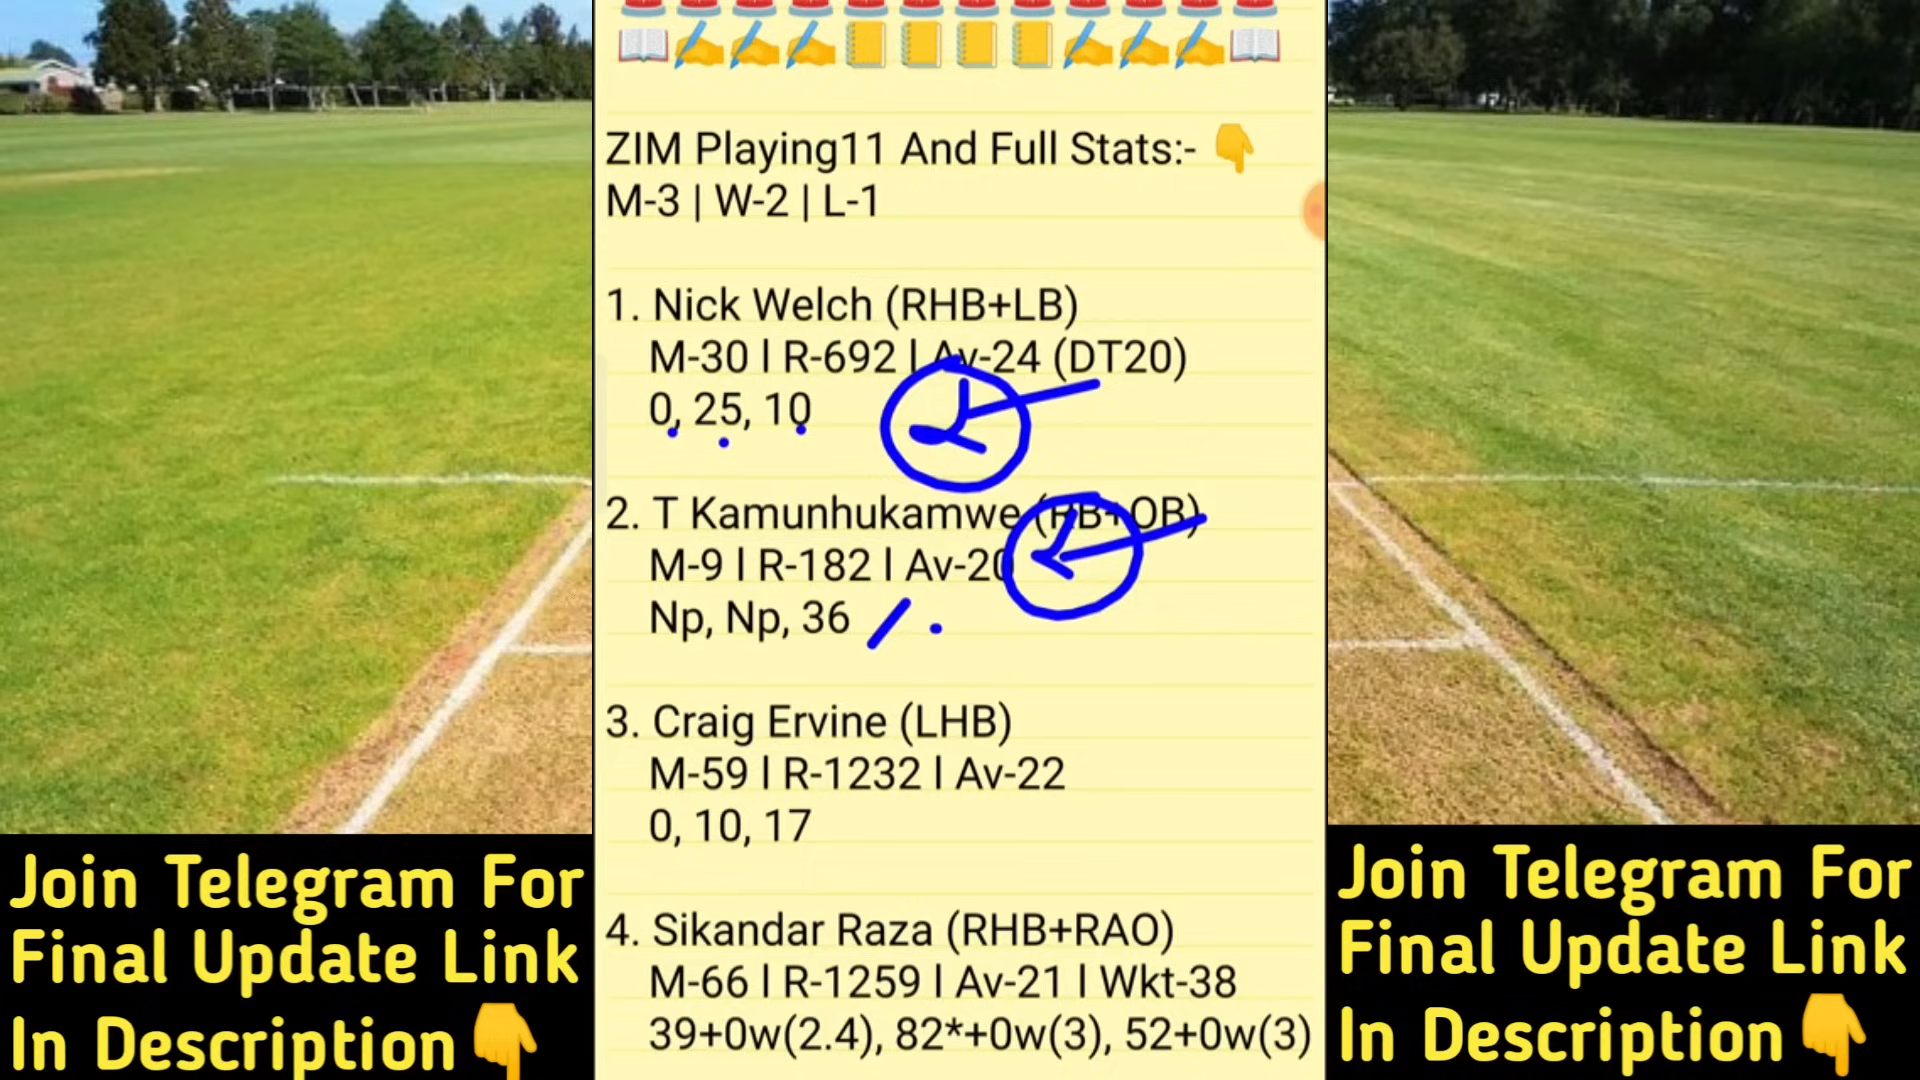 ZIM Playing11 And Full Stats:- 👇
M-3 | W-2 | L-1
1. Nick Welch (RHB+LB)
M-30 l R-692 l Av-24 (DT20)
0, 25, 10
2. T Kamunhukamwe (RB+OB)
M-9 l R-182 l Av-20
Np, Np, 36
3. Craig Ervine (LHB)
M-59 l R-1232 l Av-22
0, 10, 17
4. Sikandar Raza (RHB+RAO)
M-66 l R-1259 l Av-21 l Wkt-38
39+0w(2.4), 82*+0w(3), 52+0w(3)
Join Telegram For
Final Update Link
In Description👇
Join Telegram For
Final Update Link
In Description👇